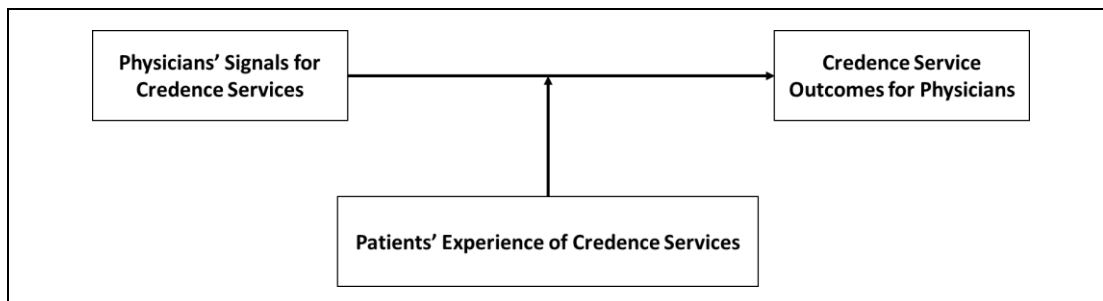 Physicians' Signals for
Credence Services
Credence Service
Outcomes for Physicians
Patients' Experience of Credence Services